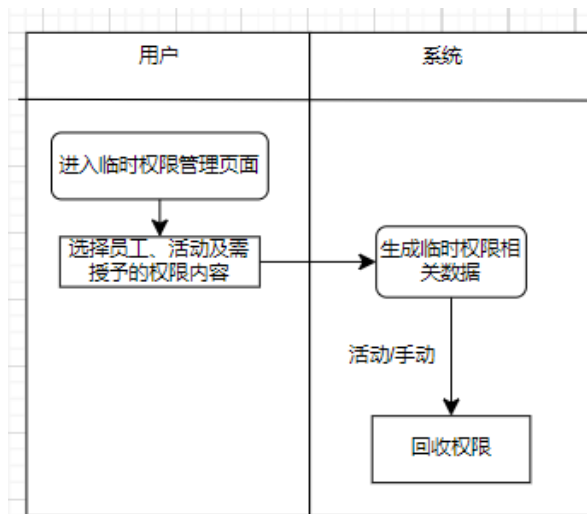 用户
系统
进入临时权限管理页面
选择员工、活动及需
授予的权限内容
生成临时权限相
关数据
活动/手动
回收权限